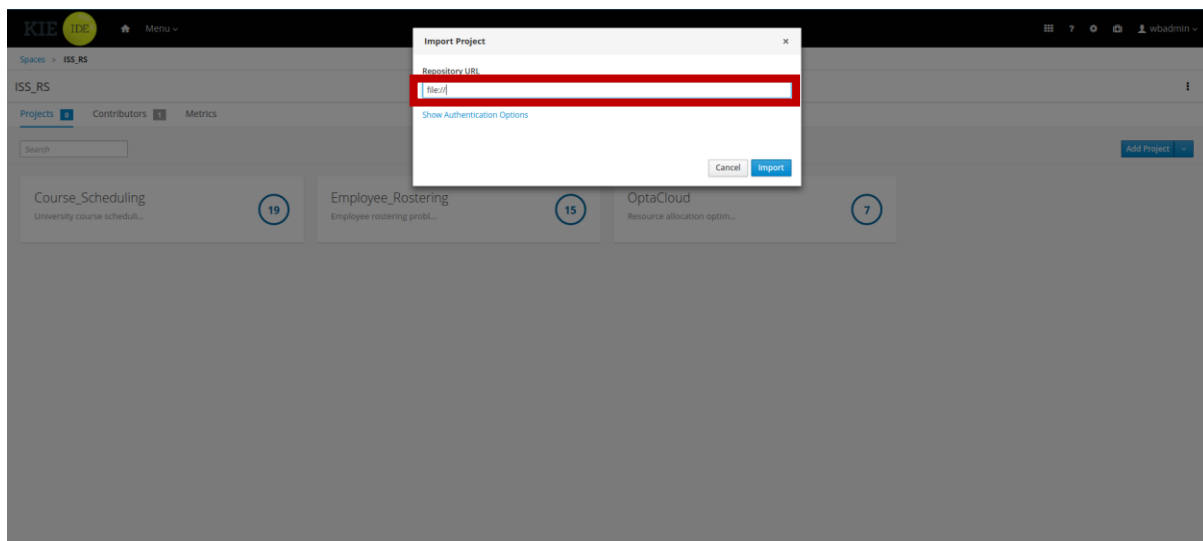 KIE IDE Menu ? wbadmin
Spaces > ISS_RS
ISS_RS
Projects 8 Contributors 1 Metrics
Search
Add Project
Import Project ×
Repository URL
file://
Show Authentication Options
Cancel Import
Course_Scheduling
University course scheduli...
19
Employee_Rostering
Employee rostering probl...
15
OptaCloud
Resource allocation optim...
7